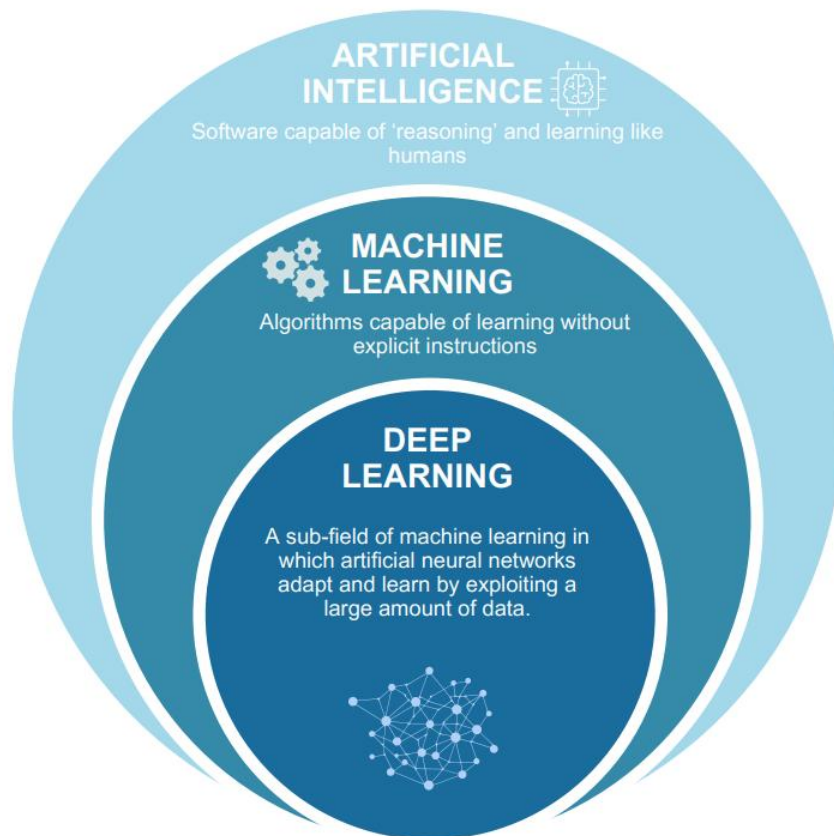 ARTIFICIAL
INTELLIGENCE
Software capable of ‘reasoning’ and learning like
humans
MACHINE
LEARNING
Algorithms capable of learning without
explicit instructions
DEEP
LEARNING
A sub-field of machine learning in
which artificial neural networks
adapt and learn by exploiting a
large amount of data.